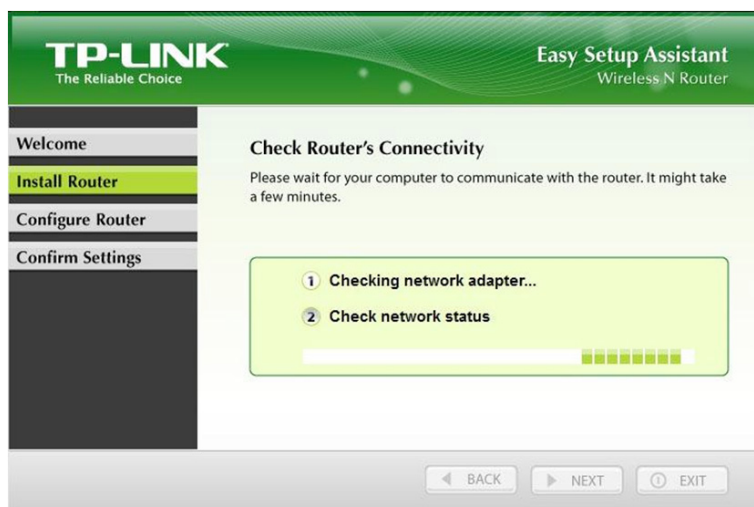 TP-LINK
The Reliable Choice
Easy Setup Assistant
Wireless N Router
Welcome
Install Router
Configure Router
Confirm Settings
Check Router's Connectivity
Please wait for your computer to communicate with the router. It might take
a few minutes.
1 Checking network adapter...
2 Check network status
BACK
NEXT
EXIT